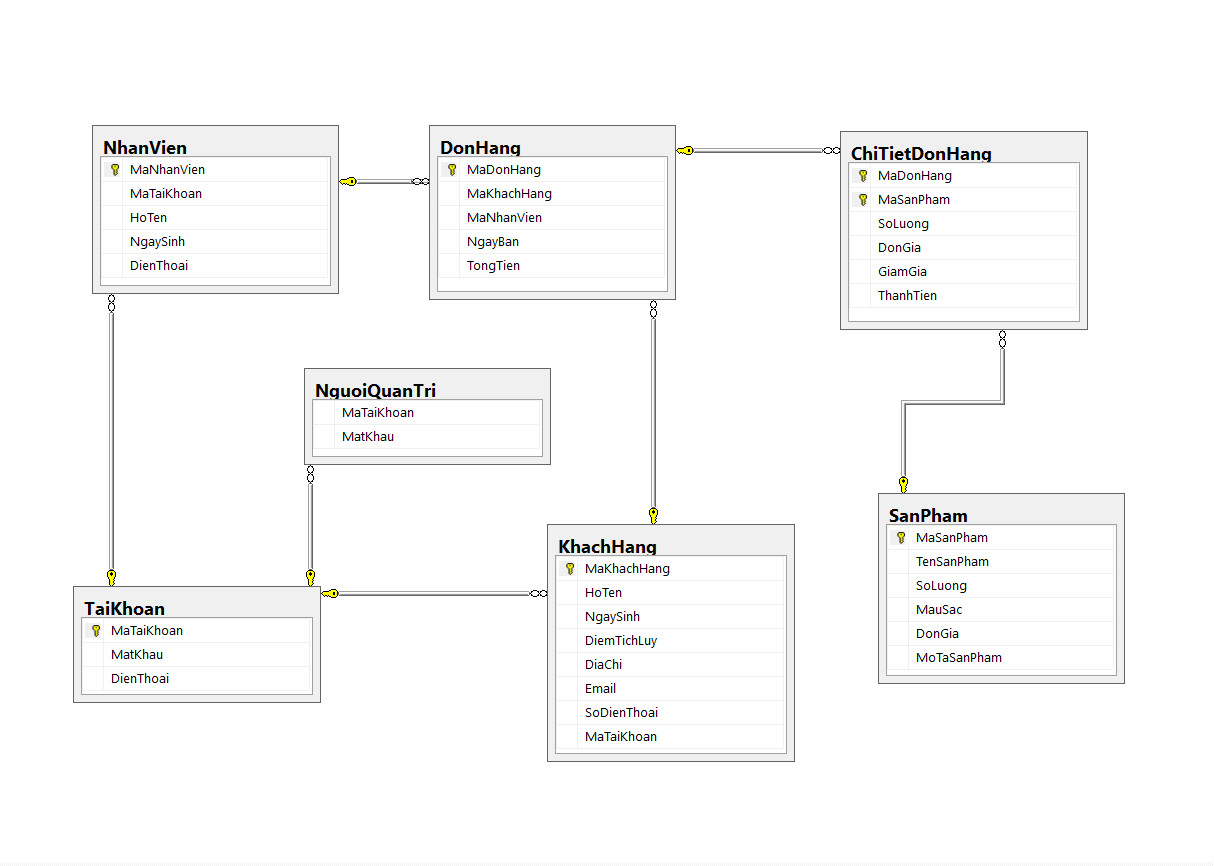 NhanVien
MaNhanVien
MaTaiKhoan
HoTen
NgaySinh
DienThoai
DonHang
MaDonHang
MaKhachHang
MaNhanVien
NgayBan
TongTien
ChiTietDonHang
MaDonHang
MaSanPham
SoLuong
DonGia
GiamGia
ThanhTien
NguoiQuanTri
MaTaiKhoan
MatKhau
TaiKhoan
MaTaiKhoan
MatKhau
DienThoai
KhachHang
MaKhachHang
HoTen
NgaySinh
DiemTichLuy
DiaChi
Email
SoDienThoai
MaTaiKhoan
SanPham
MaSanPham
TenSanPham
SoLuong
MauSac
DonGia
MoTaSanPham